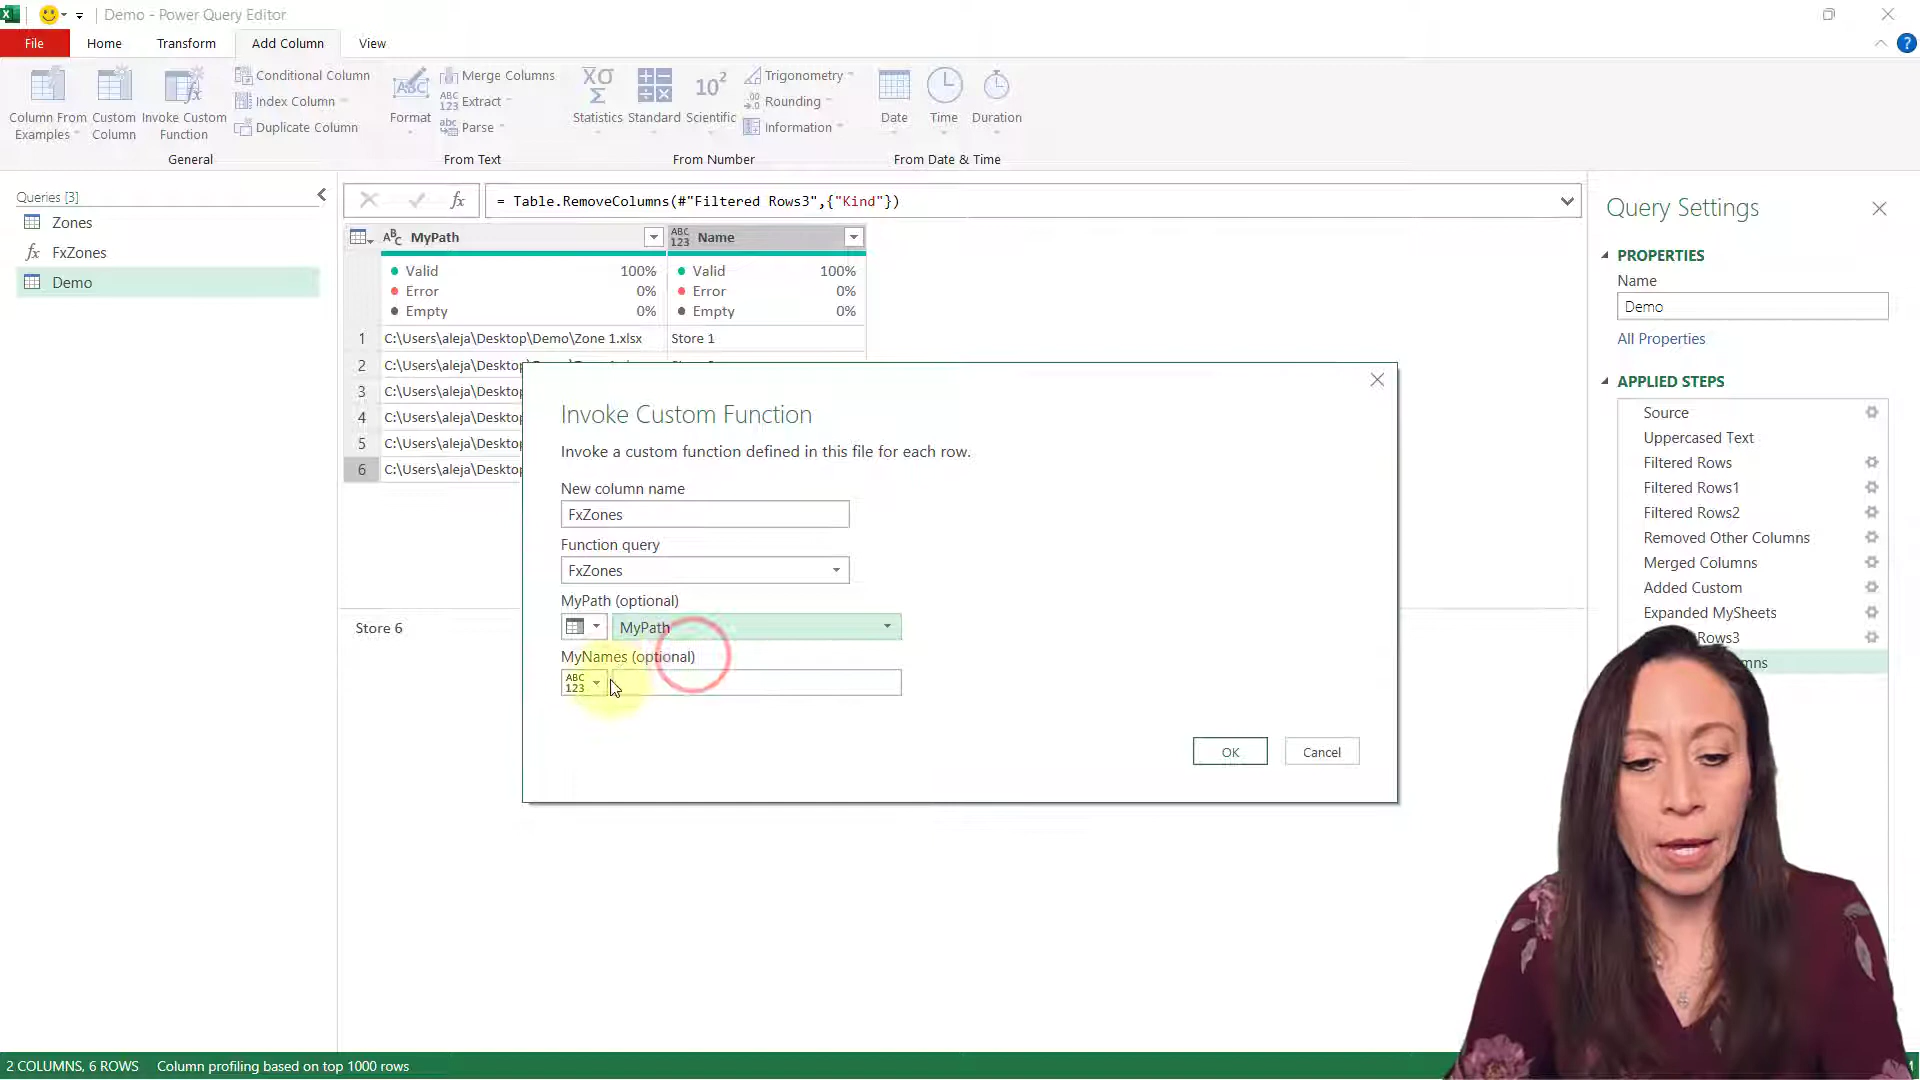 Demo - Power Query Editor
File
Home
Transform
Add Column
View
Column From Examples
Custom Column
Invoke Custom Function
Conditional Column
Index Column
Duplicate Column
General
Format
Merge Columns
Extract
Parse
From Text
Statistics
Standard
Scientific
Trigonometry
Rounding
Information
From Number
Date
Time
Duration
From Date & Time
Queries [3]
Zones
FxZones
Demo
= Table.RemoveColumns(#"Filtered Rows3",{"Kind"})
MyPath
Name
Valid 100%
Error 0%
Empty 0%
Valid 100%
Error 0%
Empty 0%
1 C:\Users\aleja\Desktop\Demo\Zone 1.xlsx Store 1
2 C:\Users\aleja\Desktop
3 C:\Users\aleja\Desktop
4 C:\Users\aleja\Desktop
5 C:\Users\aleja\Desktop
6 C:\Users\aleja\Desktop
Store 6
Invoke Custom Function
Invoke a custom function defined in this file for each row.
New column name
FxZones
Function query
FxZones
MyPath (optional)
MyPath
MyNames (optional)
ABC
123
OK
Cancel
Query Settings
PROPERTIES
Name
Demo
All Properties
APPLIED STEPS
Source
Uppercased Text
Filtered Rows
Filtered Rows1
Filtered Rows2
Removed Other Columns
Merged Columns
Added Custom
Expanded MySheets
Rows3
2 COLUMNS, 6 ROWS
Column profiling based on top 1000 rows